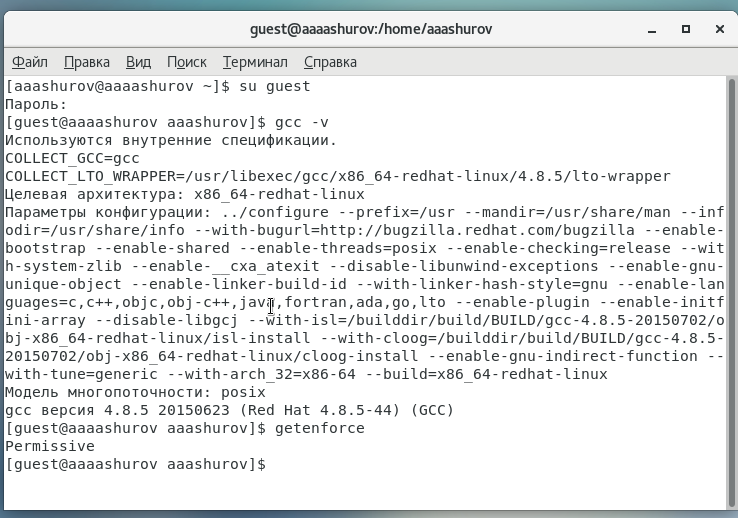 guest@aaaashurov:/home/aaashurov
Файл Правка Вид Поиск Терминал Справка
[aaashurov@aaaashurov ~]$ su guest
Пароль:
[guest@aaaashurov aaashurov]$ gcc -v
Используются внутренние спецификации.
COLLECT_GCC=gcc
COLLECT_LTO_WRAPPER=/usr/libexec/gcc/x86_64-redhat-linux/4.8.5/lto-wrapper
Целевая архитектура: x86_64-redhat-linux
Параметры конфигурации: ../configure --prefix=/usr --mandir=/usr/share/man --inf
odir=/usr/share/info --with-bugurl=http://bugzilla.redhat.com/bugzilla --enable-
bootstrap --enable-shared --enable-threads=posix --enable-checking=release --wit
h-system-zlib --enable-__cxa_atexit --disable-libunwind-exceptions --enable-gnu-
unique-object --enable-linker-build-id --with-linker-hash-style=gnu --enable-lan
guages=c,c++,objc,obj-c++,java,fortran,ada,go,lto --enable-plugin --enable-initf
ini-array --disable-libgcj --with-isl=/builddir/build/BUILD/gcc-4.8.5-20150702/o
bj-x86_64-redhat-linux/isl-install --with-cloog=/builddir/build/BUILD/gcc-4.8.5-
20150702/obj-x86_64-redhat-linux/cloog-install --enable-gnu-indirect-function --
with-tune=generic --with-arch_32=x86-64 --build=x86_64-redhat-linux
Модель многопоточности: posix
gcc версия 4.8.5 20150623 (Red Hat 4.8.5-44) (GCC)
[guest@aaaashurov aaashurov]$ getenforce
Permissive
[guest@aaaashurov aaashurov]$